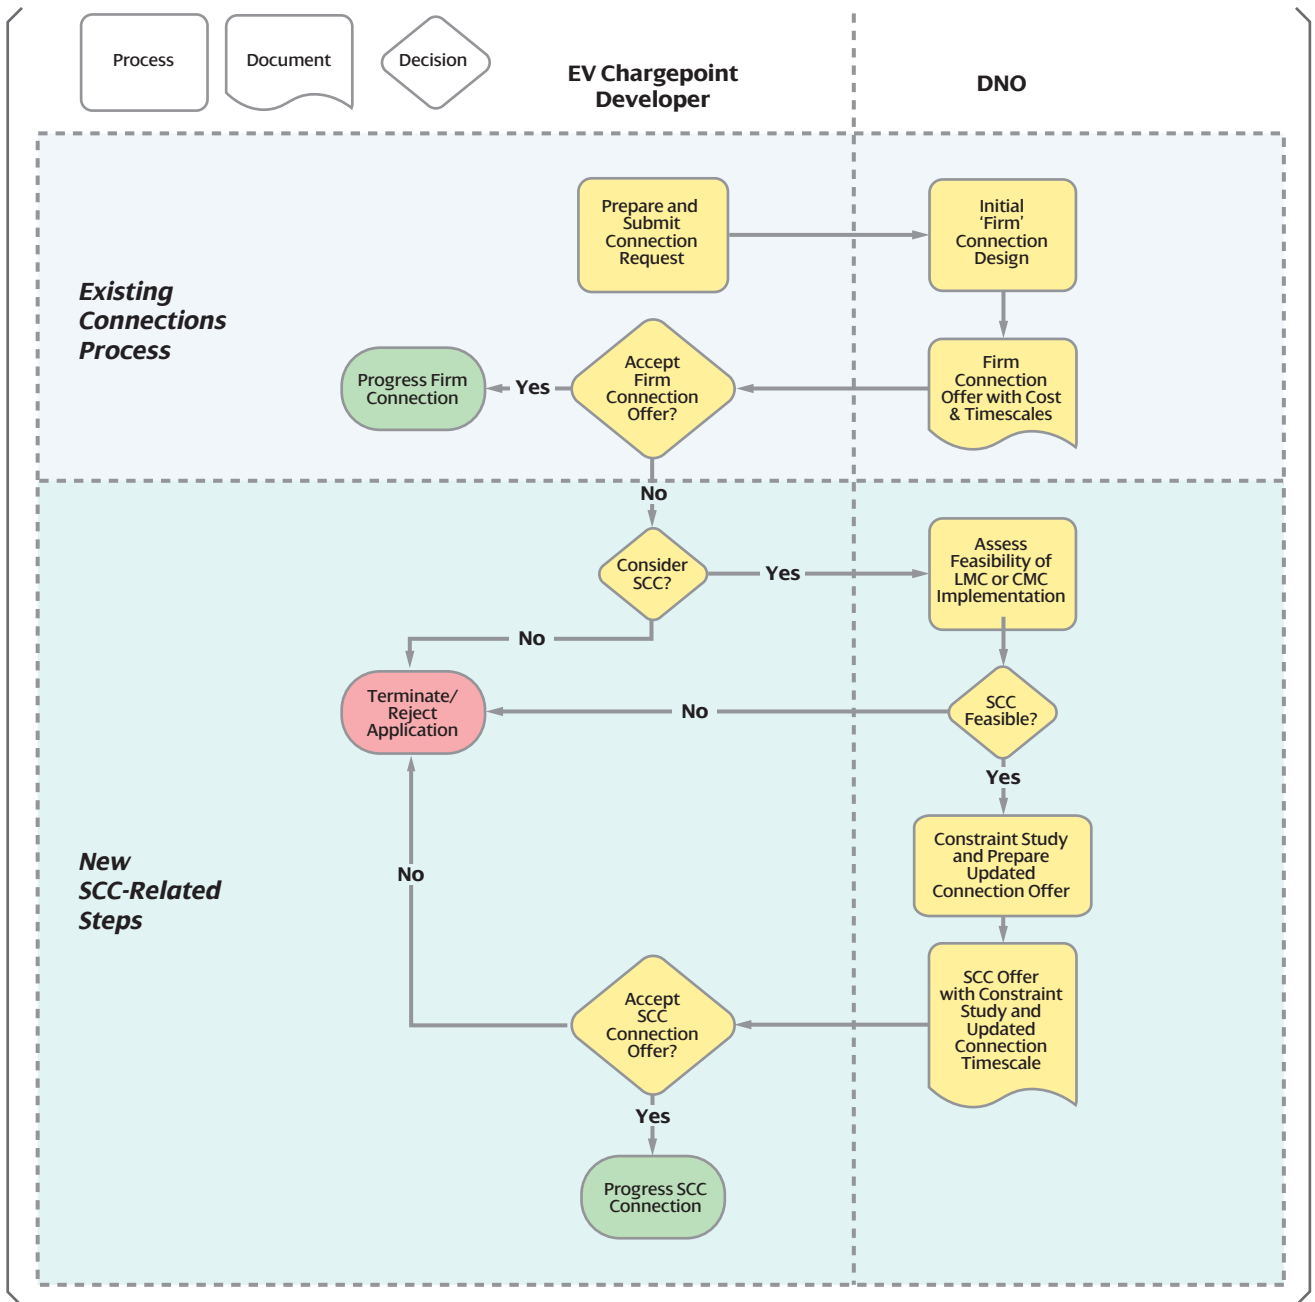 Process
Document
Decision
EV Chargepoint
Developer
DNO
Existing
Connections
Process
Prepare and
Submit
Connection
Request
Initial
‘Firm’
Connection
Design
Progress Firm
Connection
Yes
Accept
Firm
Connection
Offer?
Firm
Connection
Offer with Cost
& Timescales
No
Consider
SCC?
Yes
Assess
Feasibility of
LMC or CMC
Implementation
No
Terminate/
Reject
Application
No
SCC
Feasible?
Yes
New
SCC-Related
Steps
No
Constraint Study
and Prepare
Updated
Connection Offer
Accept
SCC
Connection
Offer?
SCC Offer
with Constraint
Study and
Updated
Connection
Timescale
Yes
Progress SCC
Connection